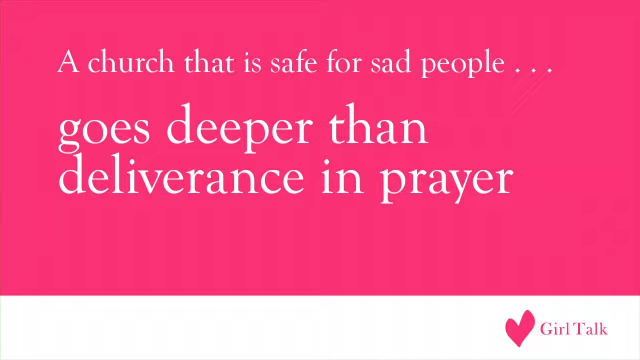 A church that is safe for sad people . . .
goes deeper than
deliverance in prayer
Girl Talk